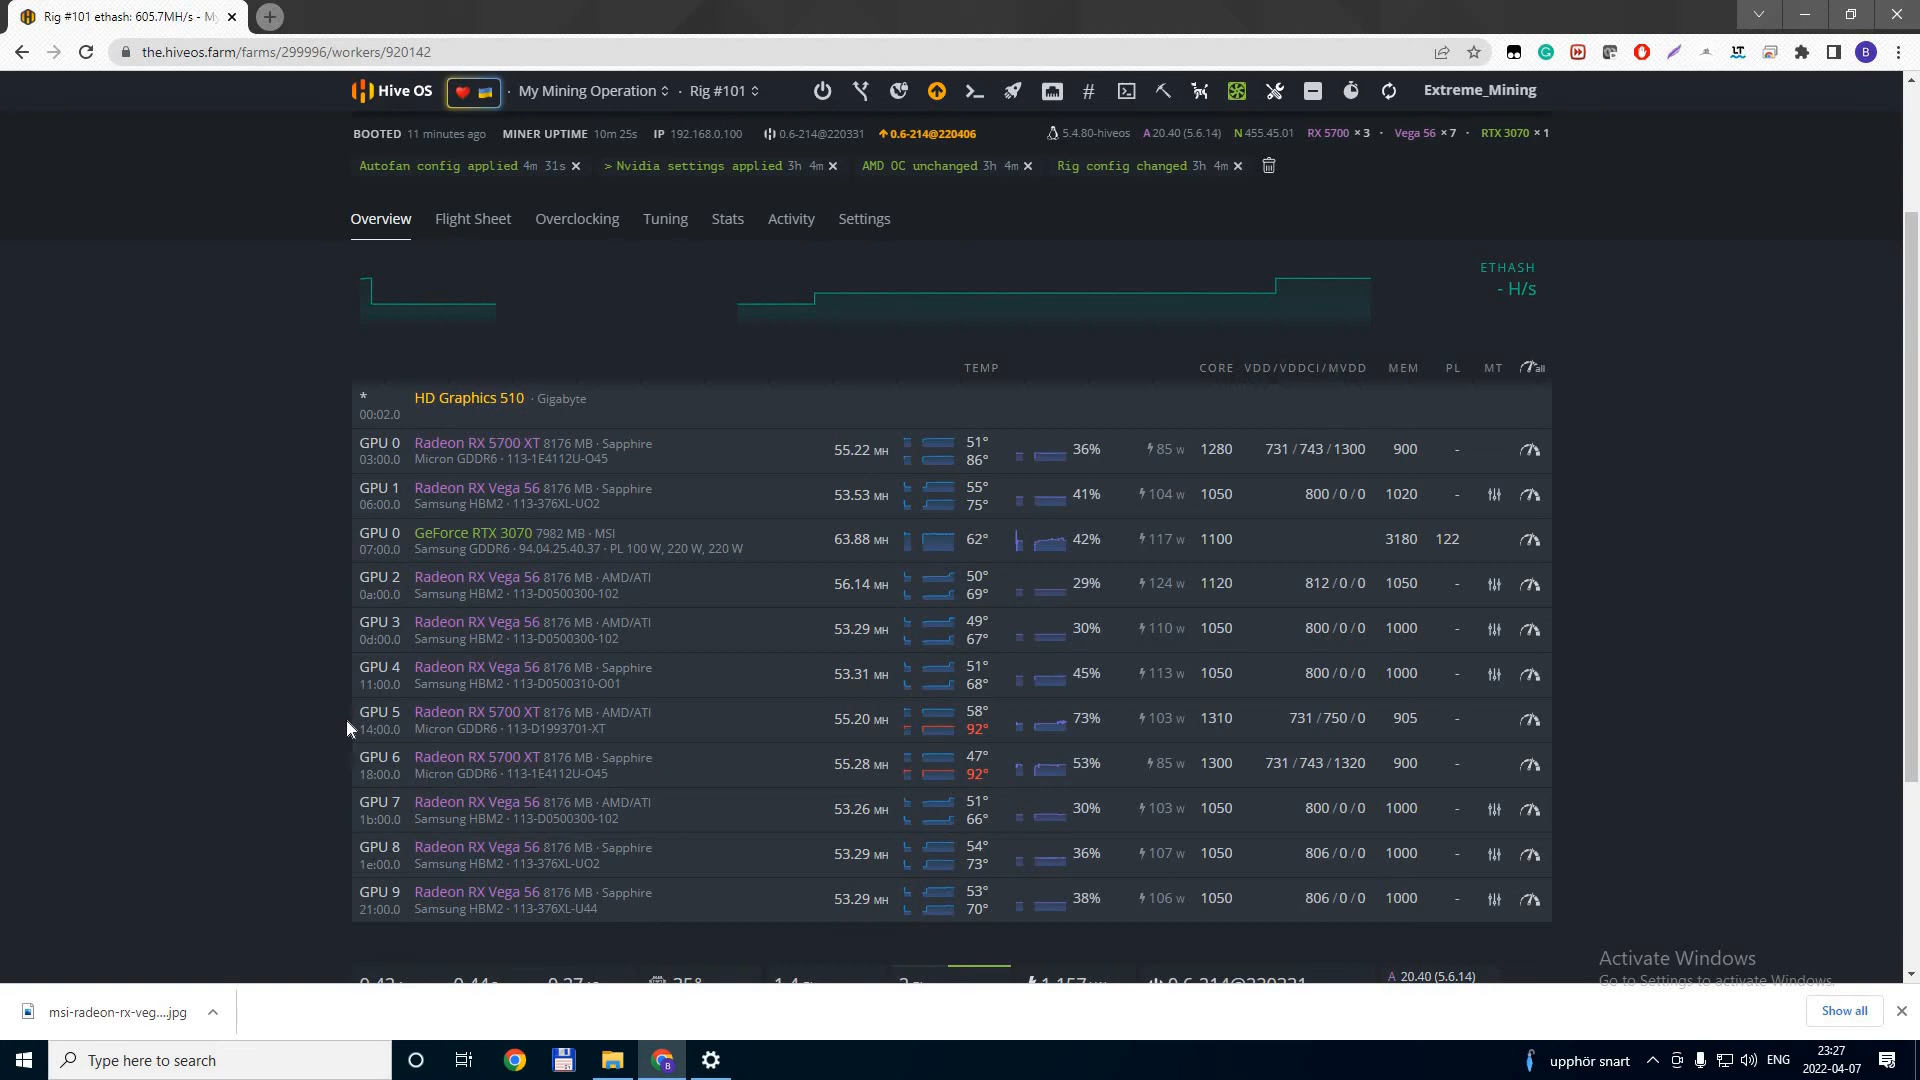 Rig #101 ethash: 605.7MH/s - My
the.hiveos.farm/farms/299996/workers/920142
Hive OS · My Mining Operation · Rig #101 Extreme_Mining
BOOTED 11 minutes ago MINER UPTIME 10m 25s IP 192.168.0.100 0.6-214@220331 0.6-214@220406 5.4.80-hiveos A 20.40 (5.6.14) N 455.45.01 RX 5700 ×3 · Vega 56 ×7 · RTX 3070 ×1
Autofan config applied 4m 31s × > Nvidia settings applied 3h 4m × AMD OC unchanged 3h 4m × Rig config changed 3h 4m ×
Overview Flight Sheet Overclocking Tuning Stats Activity Settings
ETHASH
- H/s
TEMP CORE VDD/VDDCI/MVDD MEM PL MT all
* HD Graphics 510 · Gigabyte
00:02.0
GPU 0 Radeon RX 5700 XT 8176 MB · Sapphire 55.22 MH 51° 36% 85 W 1280 731/743/1300 900 -
03:00.0 Micron GDDR6 · 113-1E4112U-O45 86°
GPU 1 Radeon RX Vega 56 8176 MB · Sapphire 53.53 MH 55° 41% 104 W 1050 800/0/0 1020 -
06:00.0 Samsung HBM2 · 113-376XL-UO2 75°
GPU 0 GeForce RTX 3070 7982 MB · MSI 63.88 MH 62° 42% 117 W 1100 3180 122
07:00.0 Samsung GDDR6 · 94.04.25.40.37 · PL 100 W, 220 W, 220 W
GPU 2 Radeon RX Vega 56 8176 MB · AMD/ATI 56.14 MH 50° 29% 124 W 1120 812/0/0 1050 -
0a:00.0 Samsung HBM2 · 113-D0500300-102 69°
GPU 3 Radeon RX Vega 56 8176 MB · AMD/ATI 53.29 MH 49° 30% 110 W 1050 800/0/0 1000 -
0d:00.0 Samsung HBM2 · 113-D0500300-102 67°
GPU 4 Radeon RX Vega 56 8176 MB · Sapphire 53.31 MH 51° 45% 113 W 1050 800/0/0 1000 -
11:00.0 Samsung HBM2 · 113-D0500310-O01 68°
GPU 5 Radeon RX 5700 XT 8176 MB · AMD/ATI 55.20 MH 58° 73% 103 W 1310 731/750/0 905 -
14:00.0 Micron GDDR6 · 113-D1993701-XT 92°
GPU 6 Radeon RX 5700 XT 8176 MB · Sapphire 55.28 MH 47° 53% 85 W 1300 731/743/1320 900 -
18:00.0 Micron GDDR6 · 113-1E4112U-O45 92°
GPU 7 Radeon RX Vega 56 8176 MB · AMD/ATI 53.26 MH 51° 30% 103 W 1050 800/0/0 1000 -
1b:00.0 Samsung HBM2 · 113-D0500300-102 66°
GPU 8 Radeon RX Vega 56 8176 MB · Sapphire 53.29 MH 54° 36% 107 W 1050 806/0/0 1000 -
1e:00.0 Samsung HBM2 · 113-376XL-UO2 73°
GPU 9 Radeon RX Vega 56 8176 MB · Sapphire 53.29 MH 53° 38% 106 W 1050 806/0/0 1000 -
21:00.0 Samsung HBM2 · 113-376XL-U44 70°
Activate Windows
Go to Settings to activate Windows.
A 20.40 (5.6.14)
0.6-214@220331
msi-radeon-rx-veg....jpg Show all
Type here to search upphör snart ENG 23:27
2022-04-07